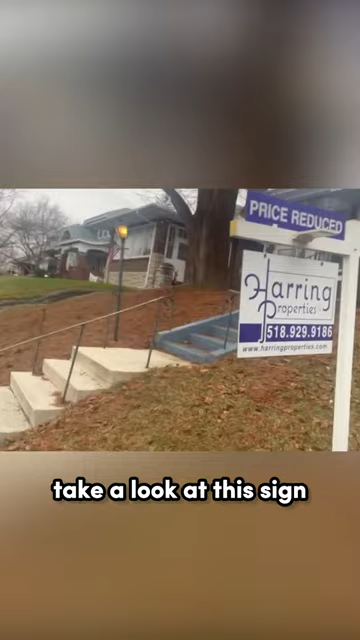 PRICE REDUCED
Harring
Properties
518.929.9186
www.harringproperties.com
take a look at this sign